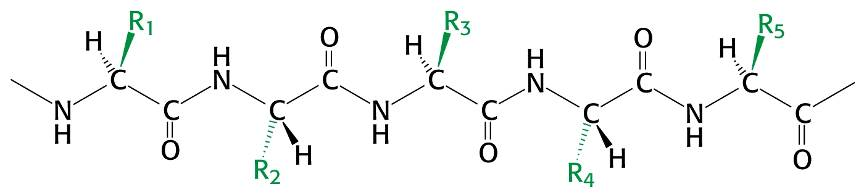 H R₁ H O H R₃ H O H R₅
N C C N C C N C C N C C N C C
H O R₂ H H O R₄ H H O